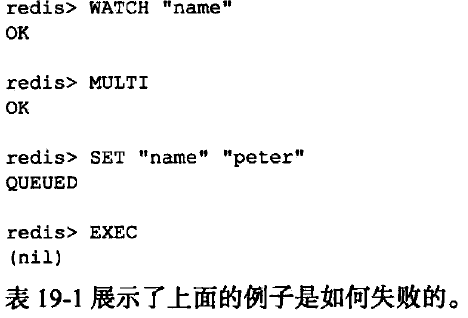 redis> WATCH "name"
OK
redis> MULTI
OK
redis> SET "name" "peter"
QUEUED
redis> EXEC
(nil)
表 19-1 展示了上面的例子是如何失败的。